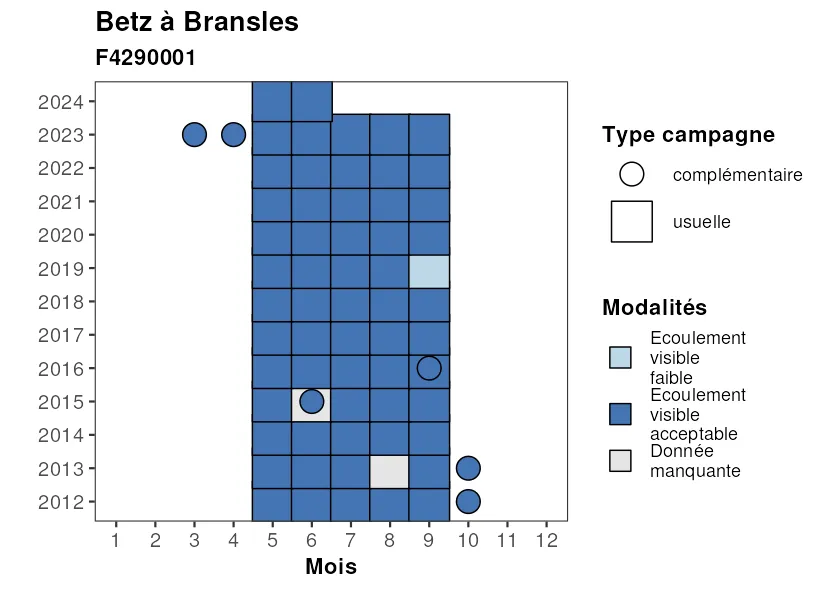 Betz à Bransles
F4290001
2024
2023
2022
2021
2020
2019
2018
2017
2016
2015
2014
2013
2012
1 2 3 4 5 6 7 8 9 10 11 12
Mois
Type campagne
complémentaire
usuelle
Modalités
Ecoulement
visible
faible
Ecoulement
visible
acceptable
Donnée
manquante